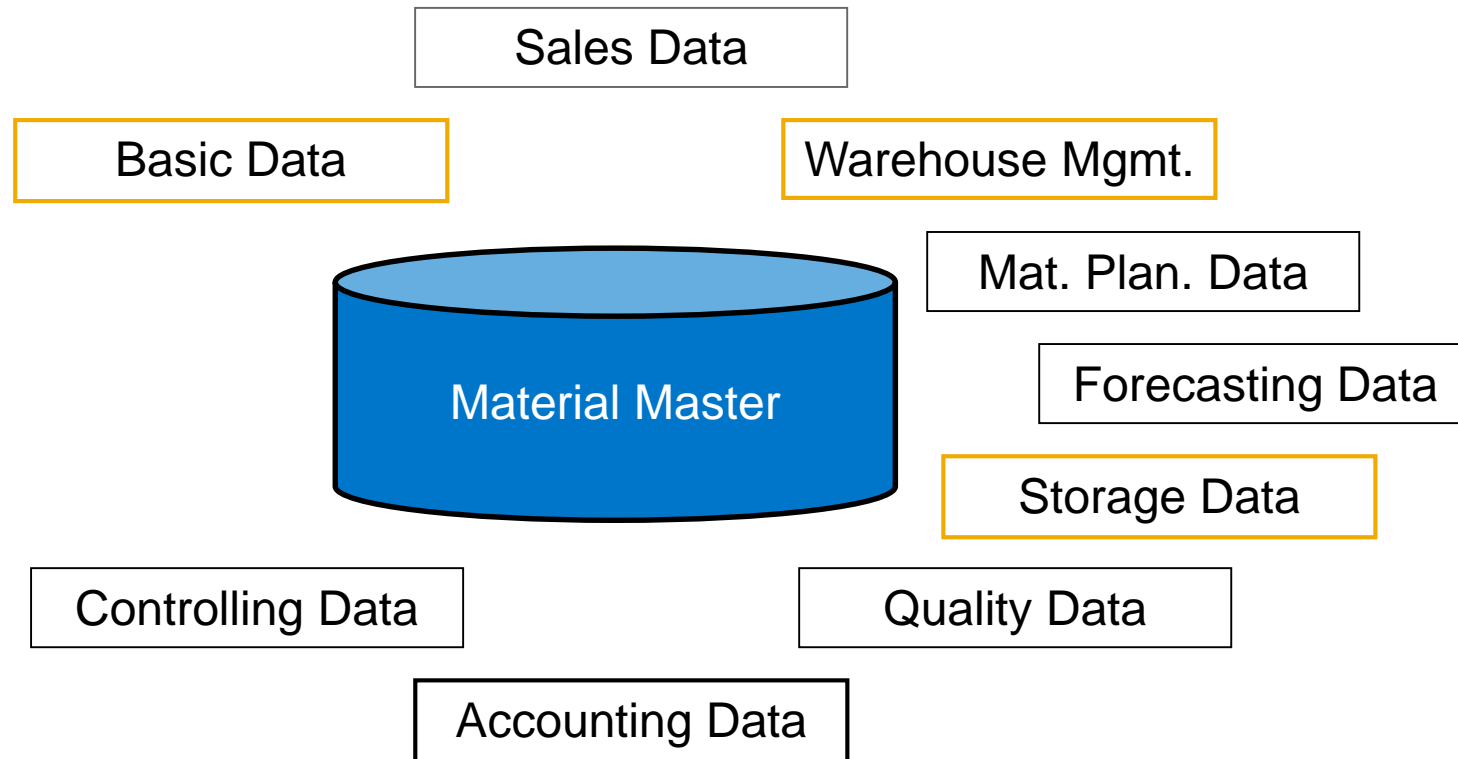 Sales Data
Basic Data
Warehouse Mgmt.
Mat. Plan. Data
Material Master
Forecasting Data
Storage Data
Controlling Data
Quality Data
Accounting Data